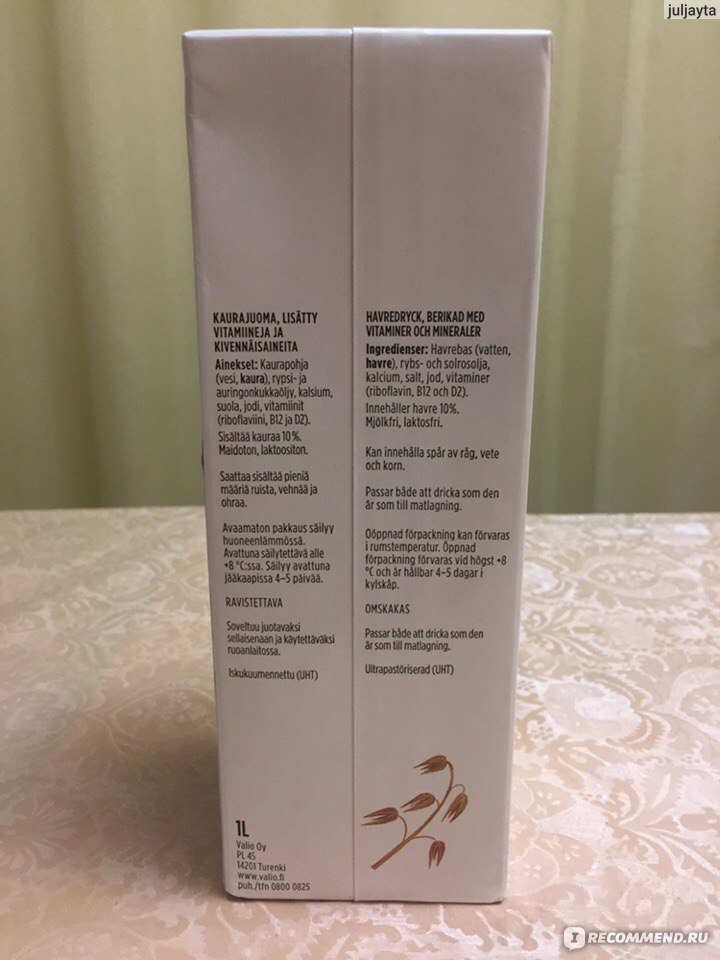 juljayta
KAURAJUOMA, LISÄTTY
VITAMIINEJA JA
KIVENNÄISAINEITA
Ainekset: Kaurapohja
(vesi, kaura), rypsi- ja
auringonkukkaöljy, kalsium,
suola, jodi, vitamiinit
(riboflaviini, B12 ja D2).
Sisältää kauraa 10%.
Maidoton, laktoositon.
Saattaa sisältää pieniä
määriä ruista, vehnää ja
ohraa.
Avaamaton pakkaus säilyy
huoneenlämmössä.
Avattuna säilytettävä alle
+8 °C:ssa. Säilyy avattuna
jääkaapissa 4–5 päivää.
RAVISTETTAVA
Soveltuu juotavaksi
sellaisenaan ja käytettäväksi
ruoanlaitossa.
Iskukuumennettu (UHT)
1L
Valio Oy
PL 45
14201 Turenki
www.valio.fi
puh./tfn 0800 0825
HAVREDRYCK, BERIKAD MED
VITAMINER OCH MINERALER
Ingredienser: Havrebas (vatten,
havre), rybs- och solrosolja,
kalcium, salt, jod, vitaminer
(riboflavin, B12 och D2).
Innehåller havre 10%.
Mjölkfri, laktosfri.
Kan innehålla spår av råg, vete
och korn.
Passar både att dricka som den
är som till matlagning.
Oöppnad förpackning kan förvaras
i rumstemperatur. Öppnad
förpackning förvaras vid högst +8
°C och är hållbar 4–5 dagar i
kylskåp.
OMSKAKAS
Passar både att dricka som den
är som till matlagning.
Ultrapastöriserad (UHT)
IRECOMMEND.RU